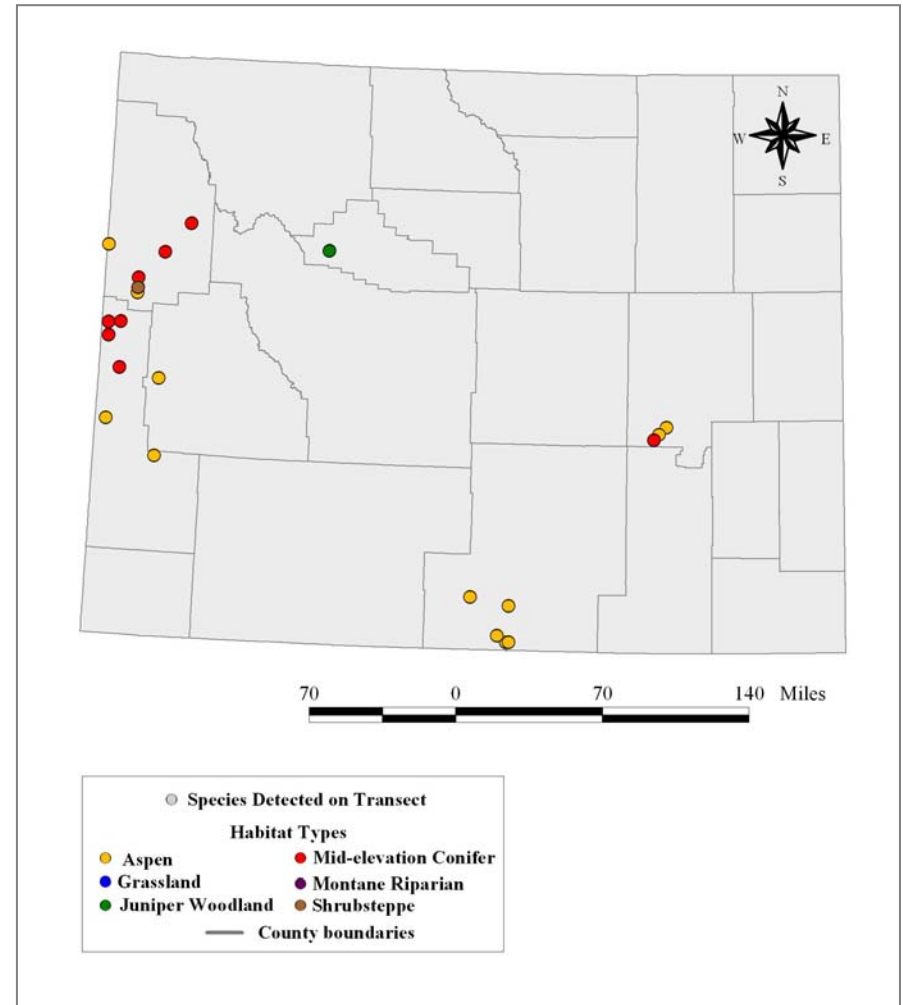 N
W E
S
70 0 70 140 Miles
Species Detected on Transect
Habitat Types
Aspen Mid-elevation Conifer
Grassland Montane Riparian
Juniper Woodland Shrubsteppe
County boundaries